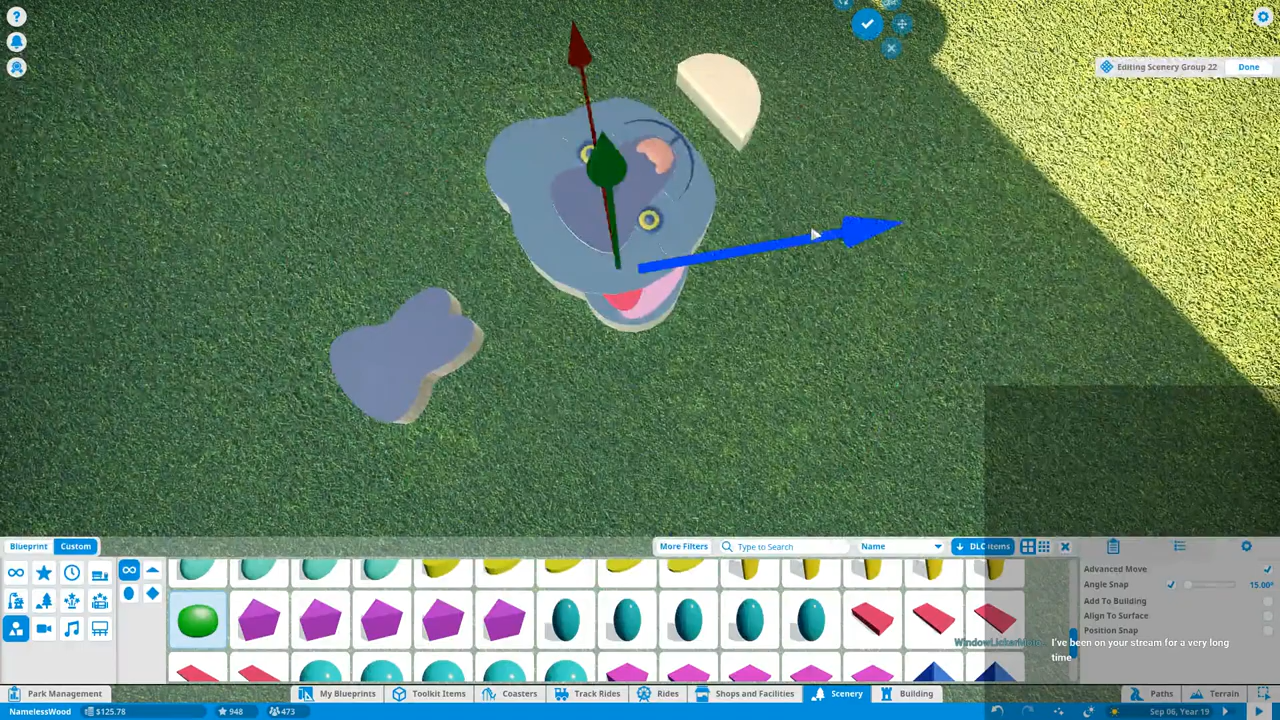 ?
Editing Scenery Group 22
Done
Blueprint
Custom
More Filters
Type to Search
Name
DLC Items
Advanced Move
Angle Snap
15.00°
Add To Building
Align To Surface
Position Snap
I've been on your stream for a very long
time
Park Management
My Blueprints
Toolkit Items
Coasters
Track Rides
Rides
Shops and Facilities
Scenery
Building
Paths
Terrain
NamelessWood
$125.78
948
473
Sep 06, Year 19